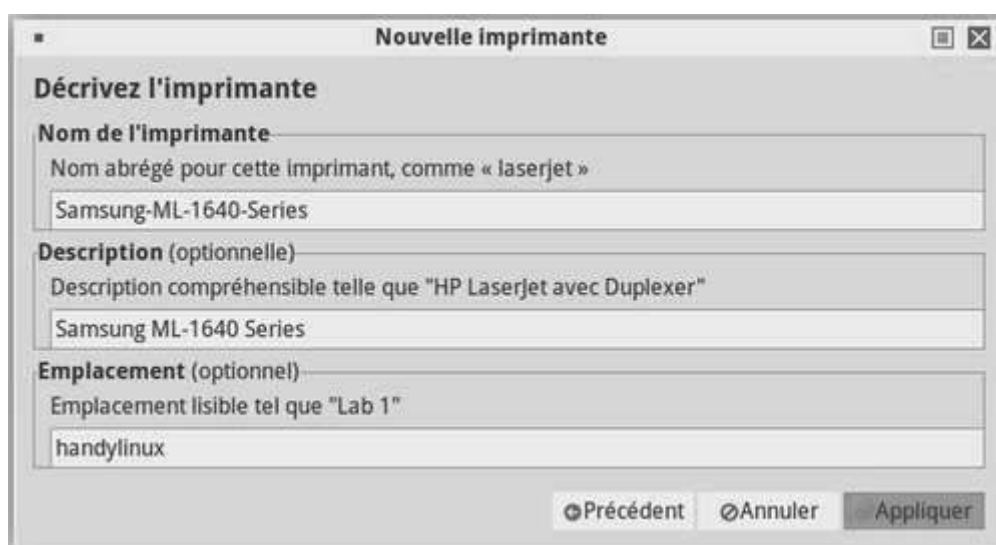 Nouvelle imprimante
Décrivez l'imprimante
Nom de l'imprimante
Nom abrégé pour cette imprimant, comme « laserjet »
Samsung-ML-1640-Series
Description (optionnelle)
Description compréhensible telle que "HP LaserJet avec Duplexer"
Samsung ML-1640 Series
Emplacement (optionnel)
Emplacement lisible tel que "Lab 1"
handylinux
Précédent Annuler Appliquer